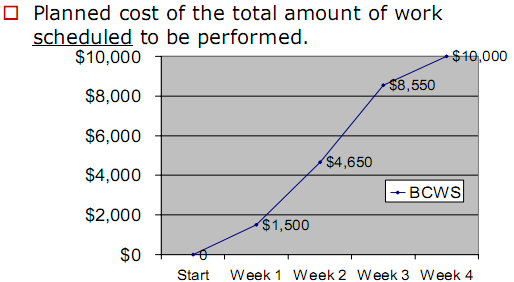 Planned cost of the total amount of work
scheduled to be performed.
$10,000
$8,000
$6,000
$4,000
$2,000
$0
$10,000
$8,550
$4,650
$1,500
0
BCWS
Start Week 1 Week 2 Week 3 Week 4